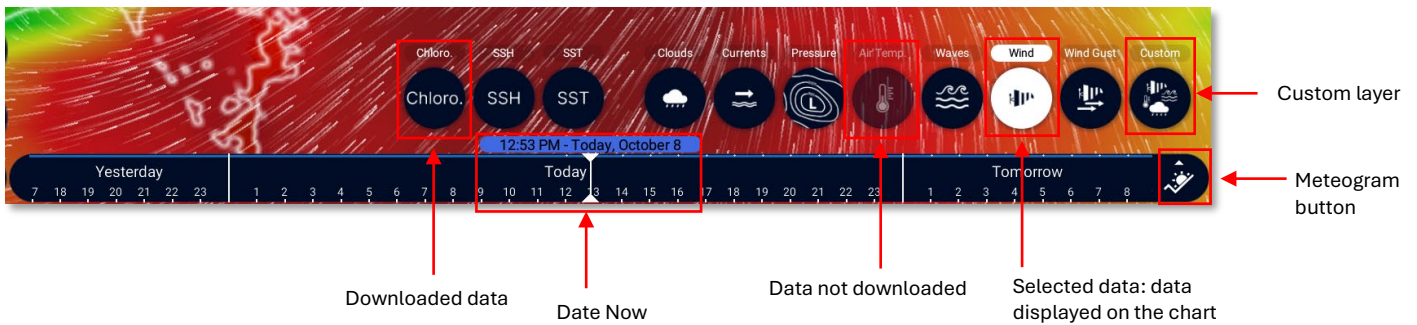 Chloro. SSH SST Clouds Currents Pressure Air Temp. Waves Wind Wind Gust Custom
Chloro. SSH SST L
Custom layer
12:53 PM - Today, October 8
Yesterday Today Tomorrow
7 18 19 20 21 22 23 1 2 3 4 5 6 7 8 9 10 11 12 13 14 15 16 17 18 19 20 21 22 23 1 2 3 4 5 6 7 8
Meteogram
button
Downloaded data
Date Now
Data not downloaded
Selected data: data
displayed on the chart